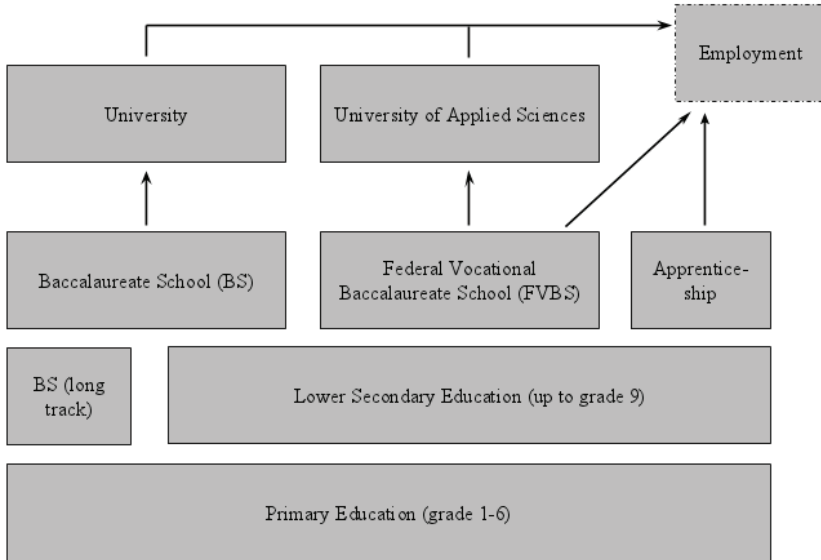 Employment
University
University of Applied Sciences
Baccalaureate School (BS)
Federal Vocational
Baccalaureate School (FVBS)
Apprentice-
ship
BS (long
track)
Lower Secondary Education (up to grade 9)
Primary Education (grade 1-6)